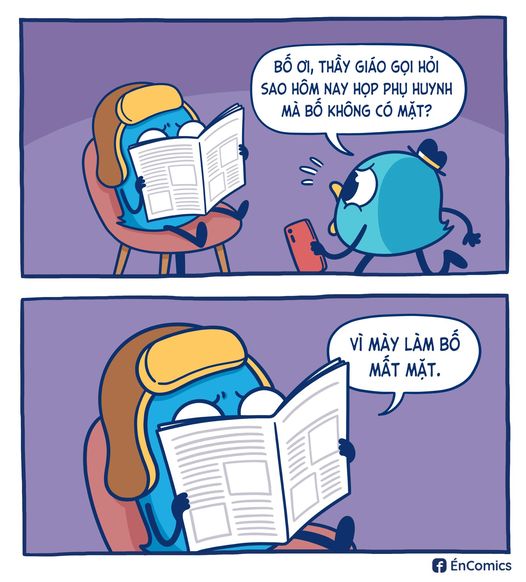 BỐ ƠI, THẦY GIÁO GỌI HỎI
SAO HÔM NAY HỌP PHỤ HUYNH
MÀ BỐ KHÔNG CÓ MẶT?
VÌ MÀY LÀM BỐ
MẤT MẶT.
ÉnComics